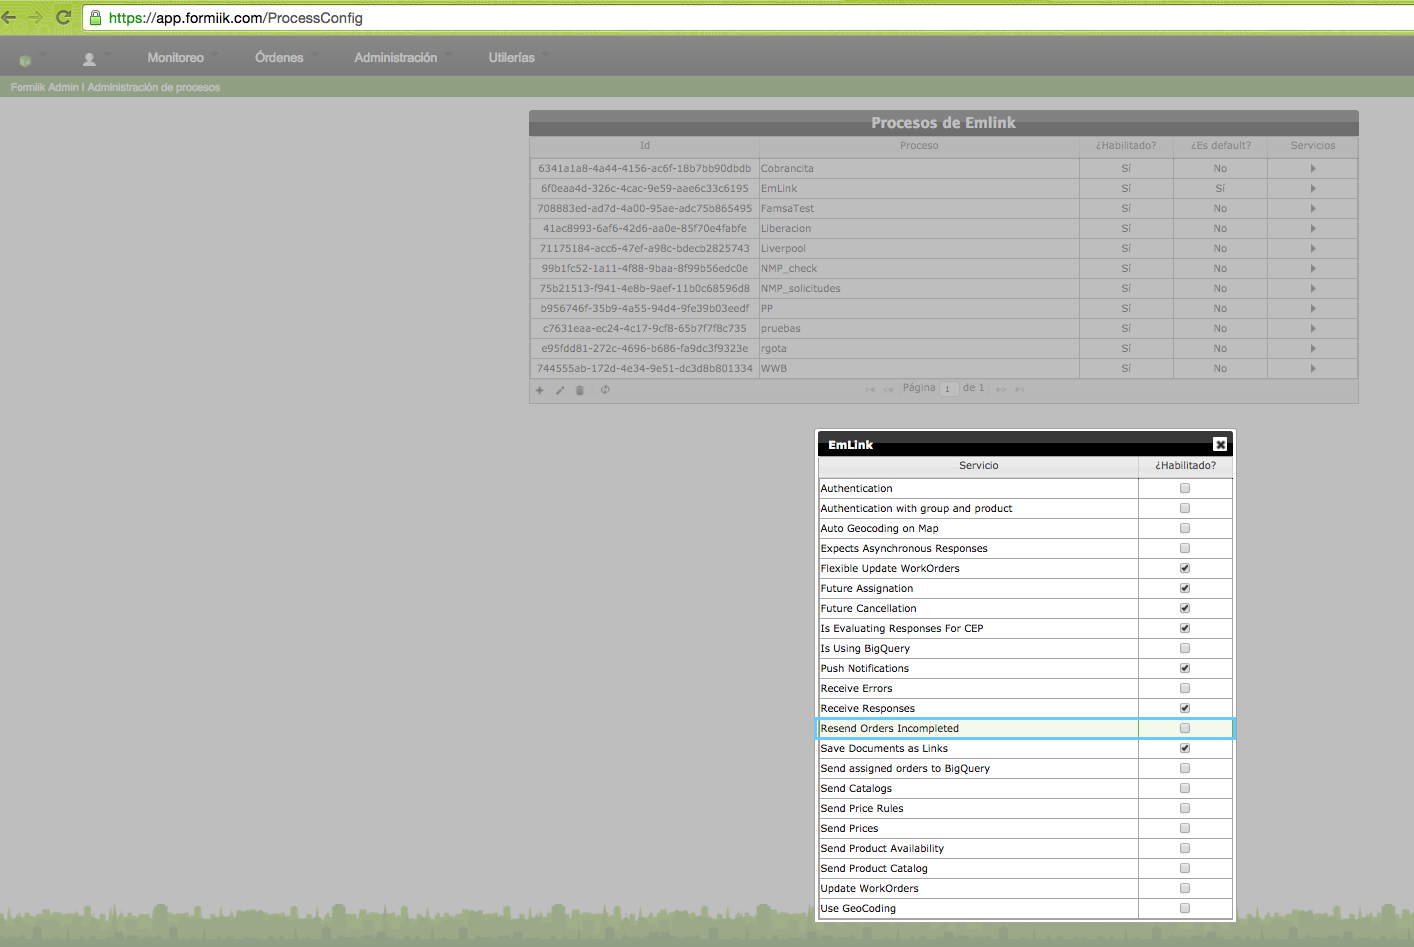 https://app.formiik.com/ProcessConfig
Monitoreo Órdenes Administración Utilerías
Formiik Admin | Administración de procesos
Procesos de Emlink
Id Proceso ¿Habilitado? ¿Es default? Servicios
6341a1a8-4a44-4156-ac6f-18b7bb90dbdb Cobrancita Sí No
6f0eaa4d-326c-4cac-9e59-aae6c33c6195 EmLink Sí Sí
708883ed-ad7d-4a00-95ae-adc75b865495 FamsaTest Sí No
41ac8993-6af6-42d6-aa0e-85f70e4fabfe Liberacion Sí No
71175184-acc6-47ef-a98c-bdecb2825743 Liverpool Sí No
99b1fc52-1a11-4f88-9baa-8f99b56edc0e NMP_check Sí No
75b21513-f941-4e8b-9aef-11b0c68596d8 NMP_solicitudes Sí No
b956746f-35b9-4a55-94d4-9fe39b03eedf PP Sí No
c7631eaa-ec24-4c17-9cf8-65b7f7f8c735 pruebas Sí No
e95fdd81-272c-4696-b686-fa9dc3f9323e rgota Sí No
744555ab-172d-4e34-9e51-dc3d8b801334 WWB Sí No
Página 1 de 1
EmLink
Servicio ¿Habilitado?
Authentication
Authentication with group and product
Auto Geocoding on Map
Expects Asynchronous Responses
Flexible Update WorkOrders
Future Assignation
Future Cancellation
Is Evaluating Responses For CEP
Is Using BigQuery
Push Notifications
Receive Errors
Receive Responses
Resend Orders Incompleted
Save Documents as Links
Send assigned orders to BigQuery
Send Catalogs
Send Price Rules
Send Prices
Send Product Availability
Send Product Catalog
Update WorkOrders
Use GeoCoding